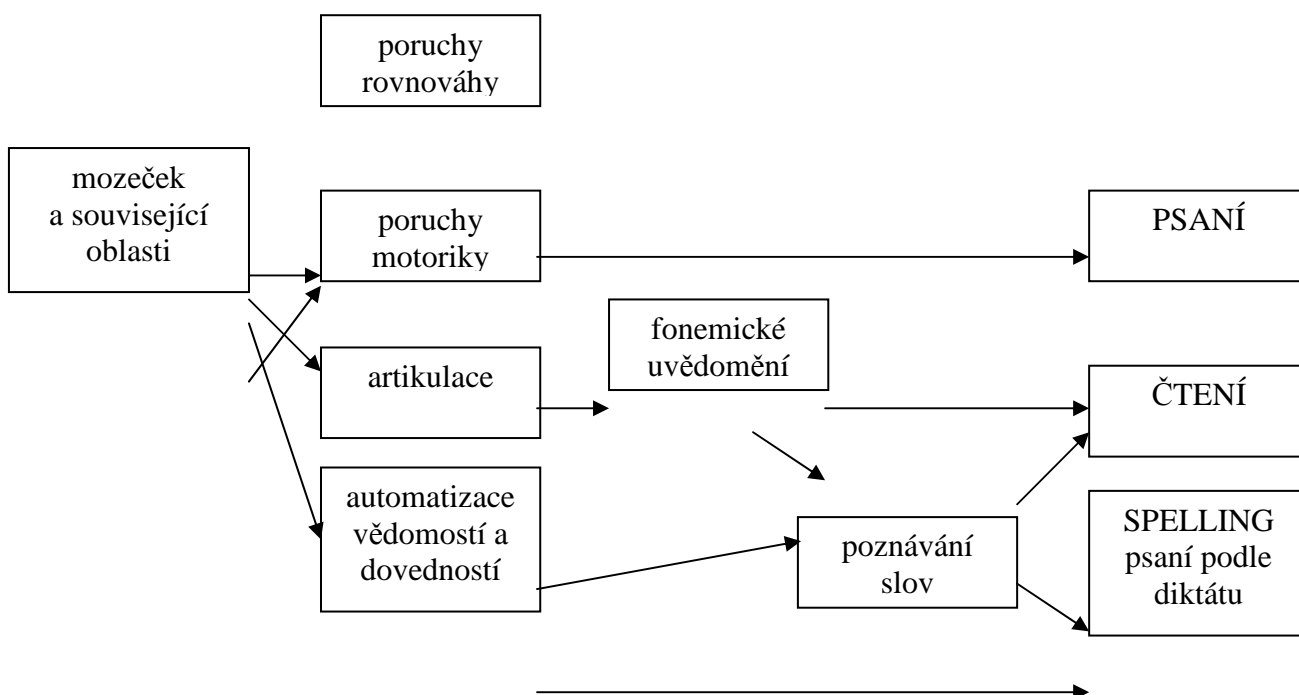 poruchy
rovnováhy
mozeček
a související
oblasti
poruchy
motoriky
PSANÍ
fonemické
uvědomění
artikulace
ČTENÍ
automatizace
vědomostí a
dovedností
poznávání
slov
SPELLING
psaní podle
diktátu